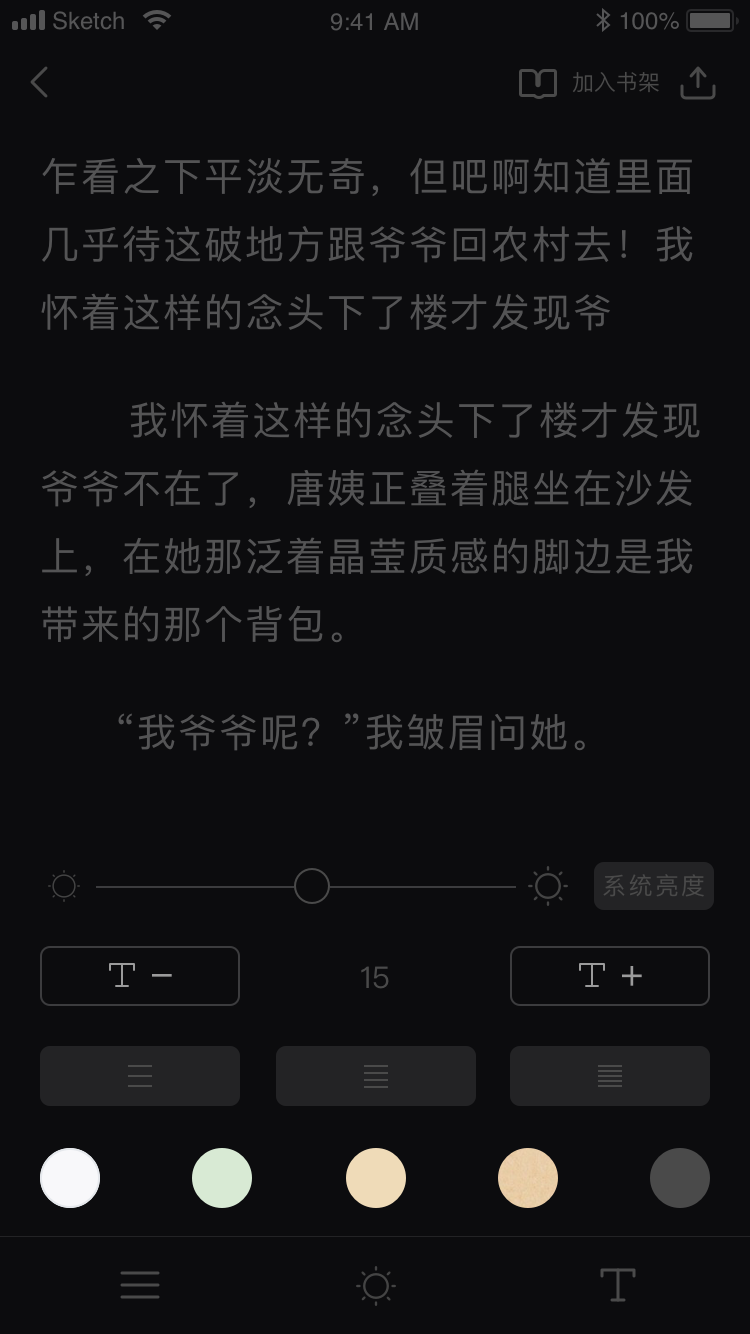 Sketch 9:41 AM 100%
加入书架
乍看之下平淡无奇，但吧啊知道里面
几乎待这破地方跟爷爷回农村去！我
怀着这样的念头下了楼才发现爷
我怀着这样的念头下了楼才发现
爷爷不在了，唐姨正叠着腿坐在沙发
上，在她那泛着晶莹质感的脚边是我
带来的那个背包。
“我爷爷呢？”我皱眉问她。
系统亮度
T − 15 T +